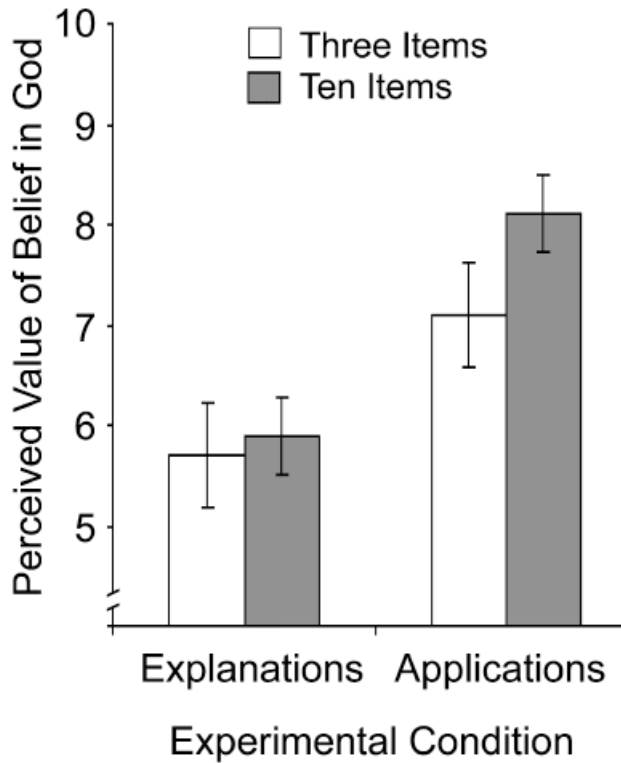 Perceived Value of Belief in God
10
9
8
7
6
5
Three Items
Ten Items
Explanations
Applications
Experimental Condition